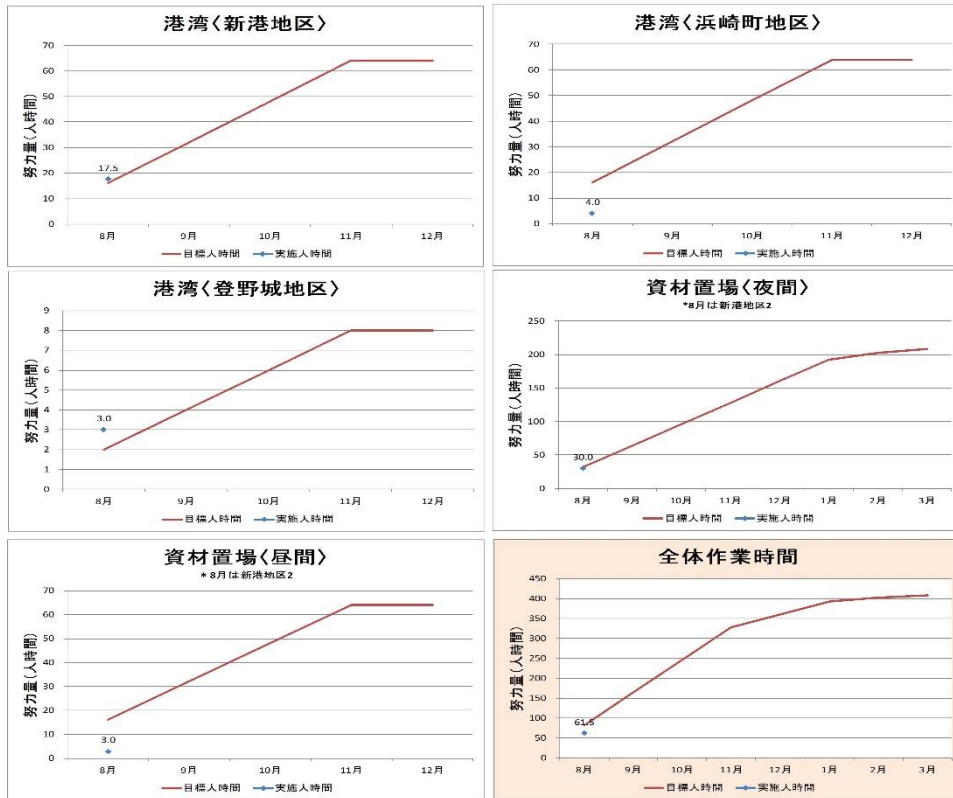 港湾〈新港地区〉
努力量(人時間)
70
60
50
40
30
20
10
0
17.5
8月 9月 10月 11月 12月
目標人時間 実施人時間
港湾〈浜崎町地区〉
努力量(人時間)
70
60
50
40
30
20
10
0
4.0
8月 9月 10月 11月 12月
目標人時間 実施人時間
港湾〈登野城地区〉
努力量(人時間)
9
8
7
6
5
4
3
2
1
0
3.0
8月 9月 10月 11月 12月
目標人時間 実施人時間
資材置場〈夜間〉
*8月は新港地区2
努力量(人時間)
250
200
150
100
50
0
30.0
8月 9月 10月 11月 12月 1月 2月 3月
目標人時間 実施人時間
資材置場〈昼間〉
*8月は新港地区2
努力量(人時間)
70
60
50
40
30
20
10
0
3.0
8月 9月 10月 11月 12月
目標人時間 実施人時間
全体作業時間
努力量(人時間)
450
400
350
300
250
200
150
100
50
0
61.5
8月 9月 10月 11月 12月 1月 2月 3月
目標人時間 実施人時間